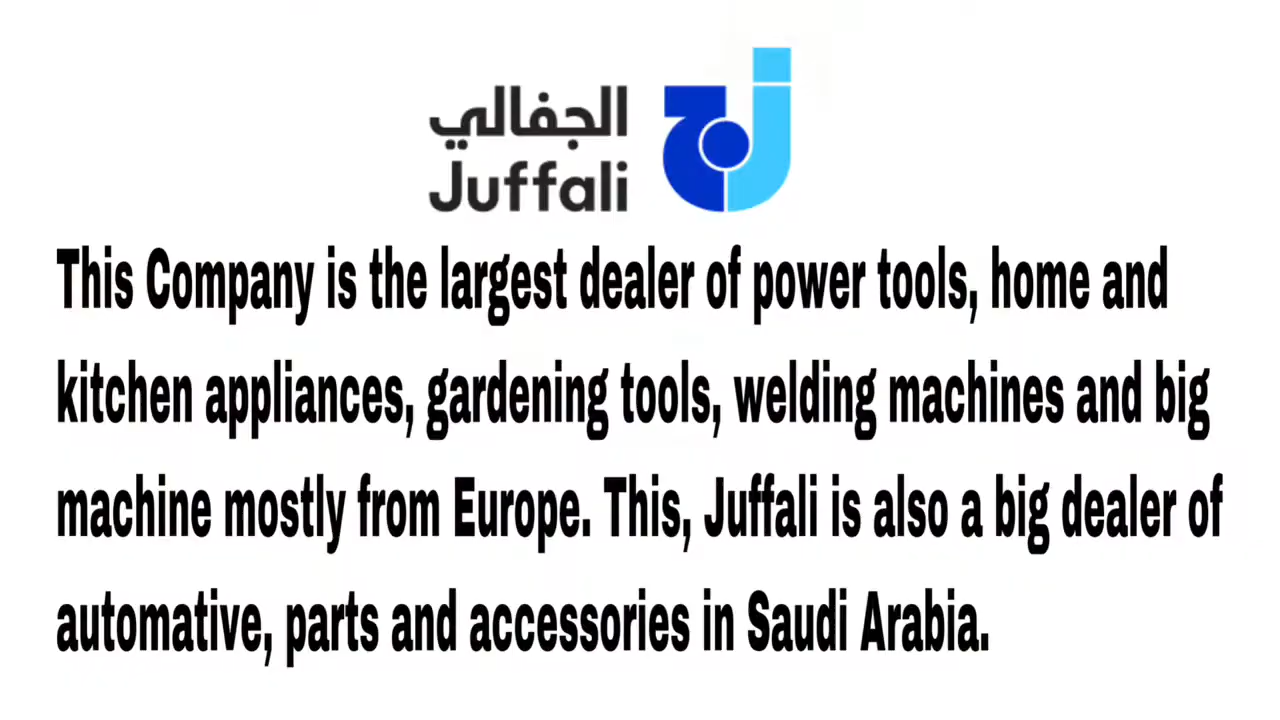 الجفالي
Juffali
This Company is the largest dealer of power tools, home and
kitchen appliances, gardening tools, welding machines and big
machine mostly from Europe. This, Juffali is also a big dealer of
automative, parts and accessories in Saudi Arabia.